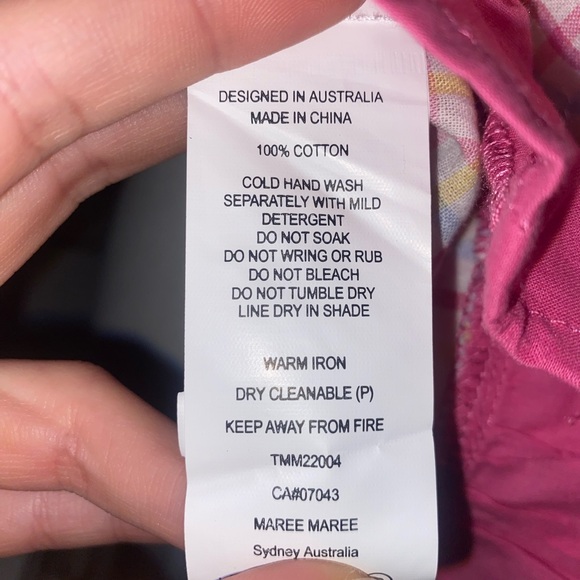 DESIGNED IN AUSTRALIA
MADE IN CHINA
100% COTTON
COLD HAND WASH
SEPARATELY WITH MILD
DETERGENT
DO NOT SOAK
DO NOT WRING OR RUB
DO NOT BLEACH
DO NOT TUMBLE DRY
LINE DRY IN SHADE
WARM IRON
DRY CLEANABLE (P)
KEEP AWAY FROM FIRE
TMM22004
CA#07043
MAREE MAREE
Sydney Australia